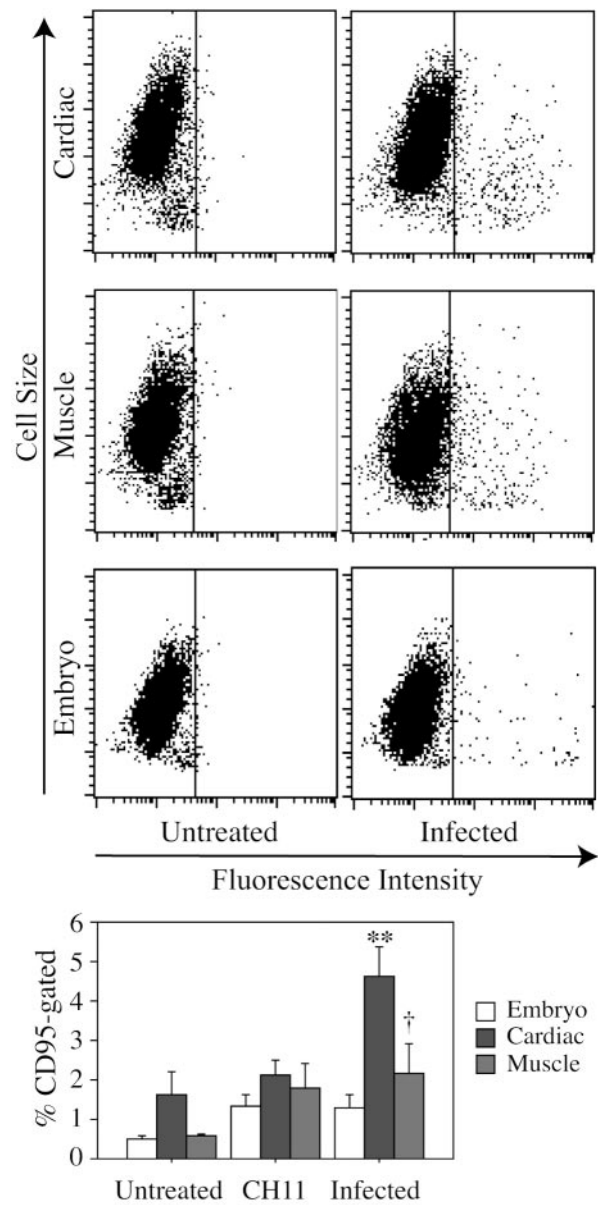 Cell Size
Cardiac
Muscle
Embryo
Untreated Infected
Fluorescence Intensity
% CD95-gated
6
5
4
3
2
1
0
**
†
Embryo
Cardiac
Muscle
Untreated CH11 Infected